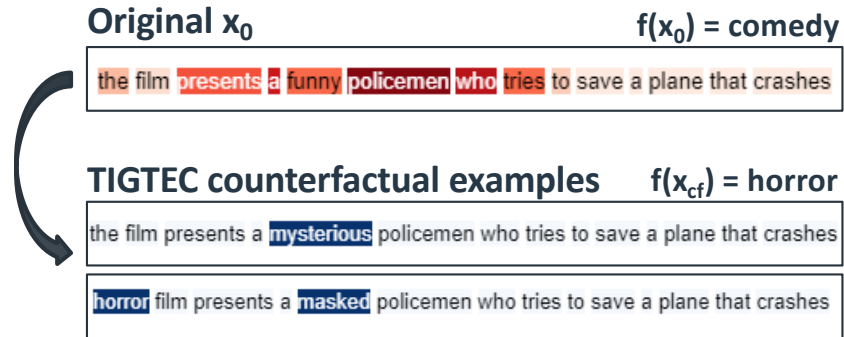 Original x₀ f(x₀) = comedy
the film presents a funny policemen who tries to save a plane that crashes
TIGTEC counterfactual examples f(x_cf) = horror
the film presents a mysterious policemen who tries to save a plane that crashes
horror film presents a masked policemen who tries to save a plane that crashes